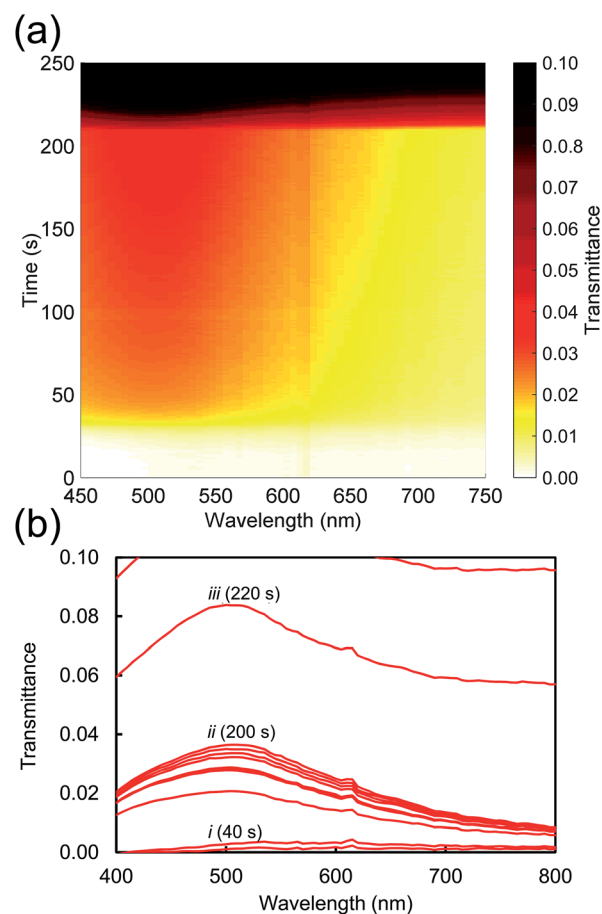 (a)
250
200
150
100
50
0
Time (s)
450 500 550 600 650 700 750
Wavelength (nm)
0.10
0.09
0.08
0.07
0.06
0.05
0.04
0.03
0.02
0.01
0.00
Transmittance
(b)
0.10
0.08
0.06
0.04
0.02
0.00
Transmittance
iii (220 s)
ii (200 s)
i (40 s)
400 500 600 700 800
Wavelength (nm)